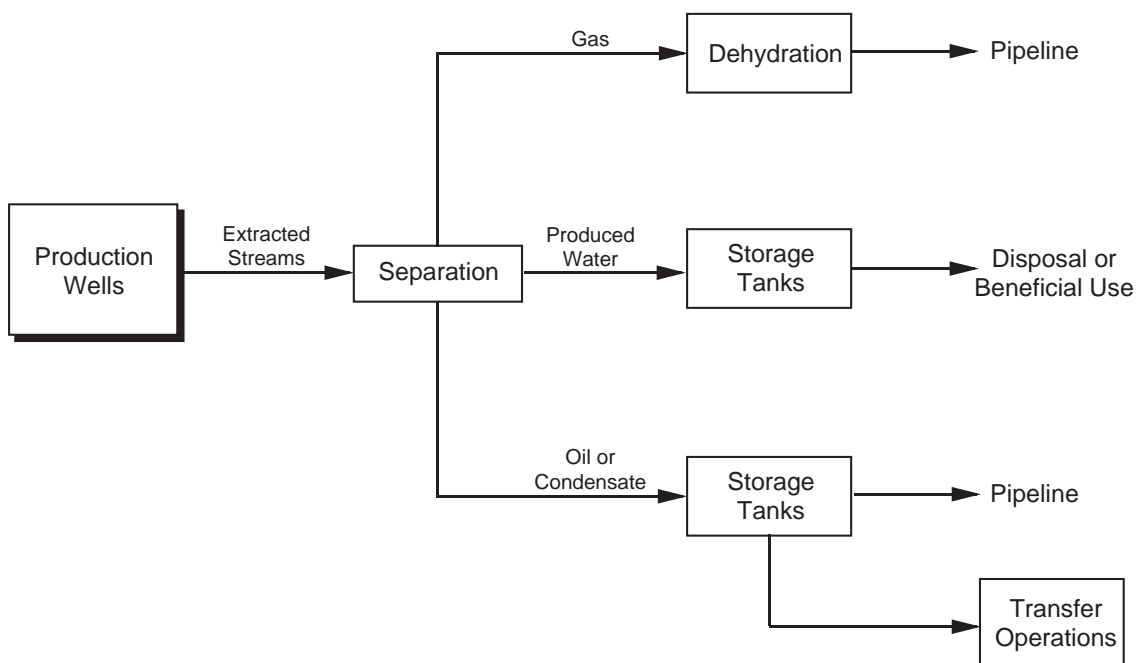 Gas
Dehydration
Pipeline
Production
Wells
Extracted
Streams
Separation
Produced
Water
Storage
Tanks
Disposal or
Beneficial Use
Oil or
Condensate
Storage
Tanks
Pipeline
Transfer
Operations